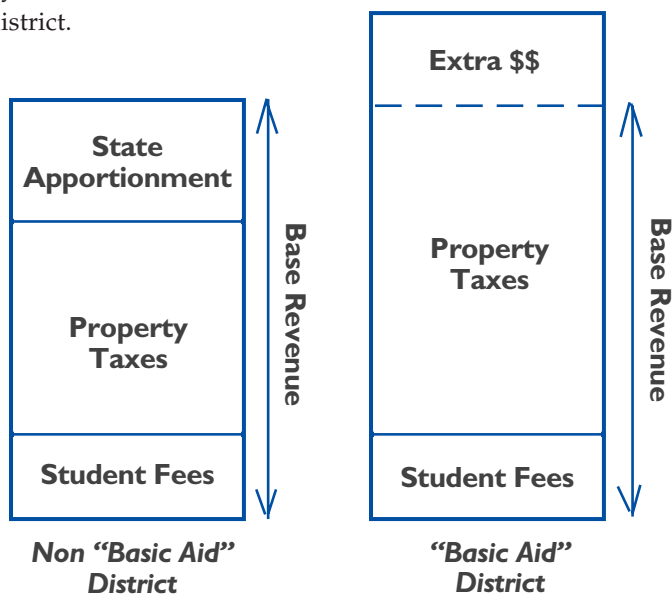 istrict.
State
Apportionment
Property
Taxes
Student Fees
Base Revenue
Non “Basic Aid”
District
Extra $$
Property
Taxes
Student Fees
Base Revenue
“Basic Aid”
District